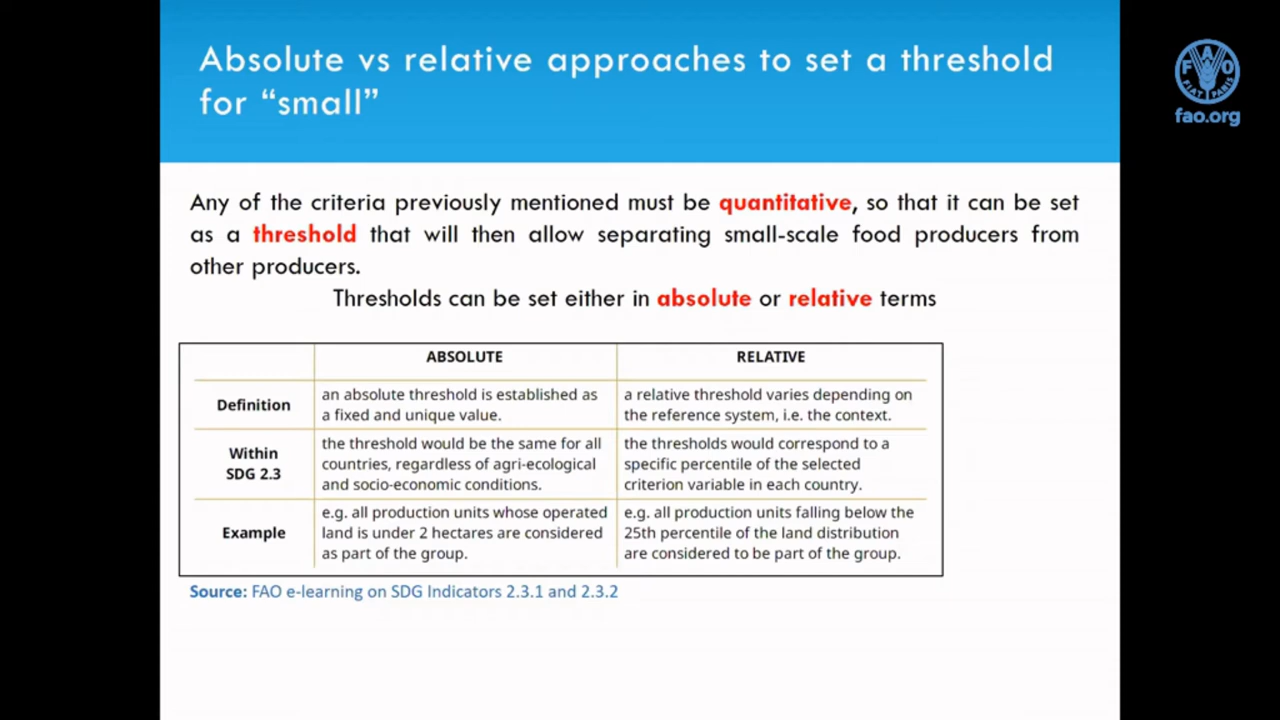 Absolute vs relative approaches to set a threshold
for “small”
FAO
FIAT PANIS
fao.org
Any of the criteria previously mentioned must be quantitative, so that it can be set
as a threshold that will then allow separating small-scale food producers from
other producers.
Thresholds can be set either in absolute or relative terms
ABSOLUTE
RELATIVE
Definition
an absolute threshold is established as
a fixed and unique value.
a relative threshold varies depending on
the reference system, i.e. the context.
Within
SDG 2.3
the threshold would be the same for all
countries, regardless of agri-ecological
and socio-economic conditions.
the thresholds would correspond to a
specific percentile of the selected
criterion variable in each country.
Example
e.g. all production units whose operated
land is under 2 hectares are considered
as part of the group.
e.g. all production units falling below the
25th percentile of the land distribution
are considered to be part of the group.
Source: FAO e-learning on SDG Indicators 2.3.1 and 2.3.2